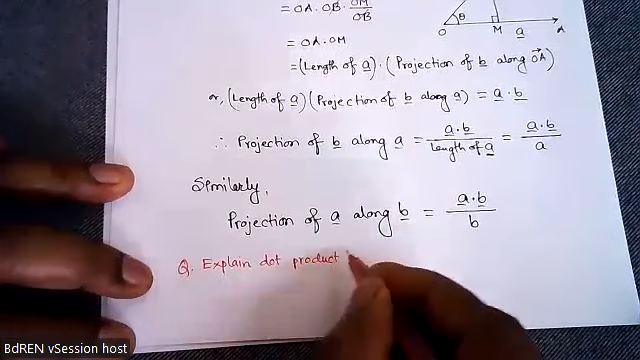 = OA . OB . OM/OB
= OA . OM
= (Length of a) . (Projection of b along OA)
or, (Length of a) (Projection of b along a) = a . b
∴ Projection of b along a = a . b / Length of a = a . b / a
Similerly,
Projection of a along b = a . b / b
Q. Explain dot product
θ
O M A
a
BdREN vSession host